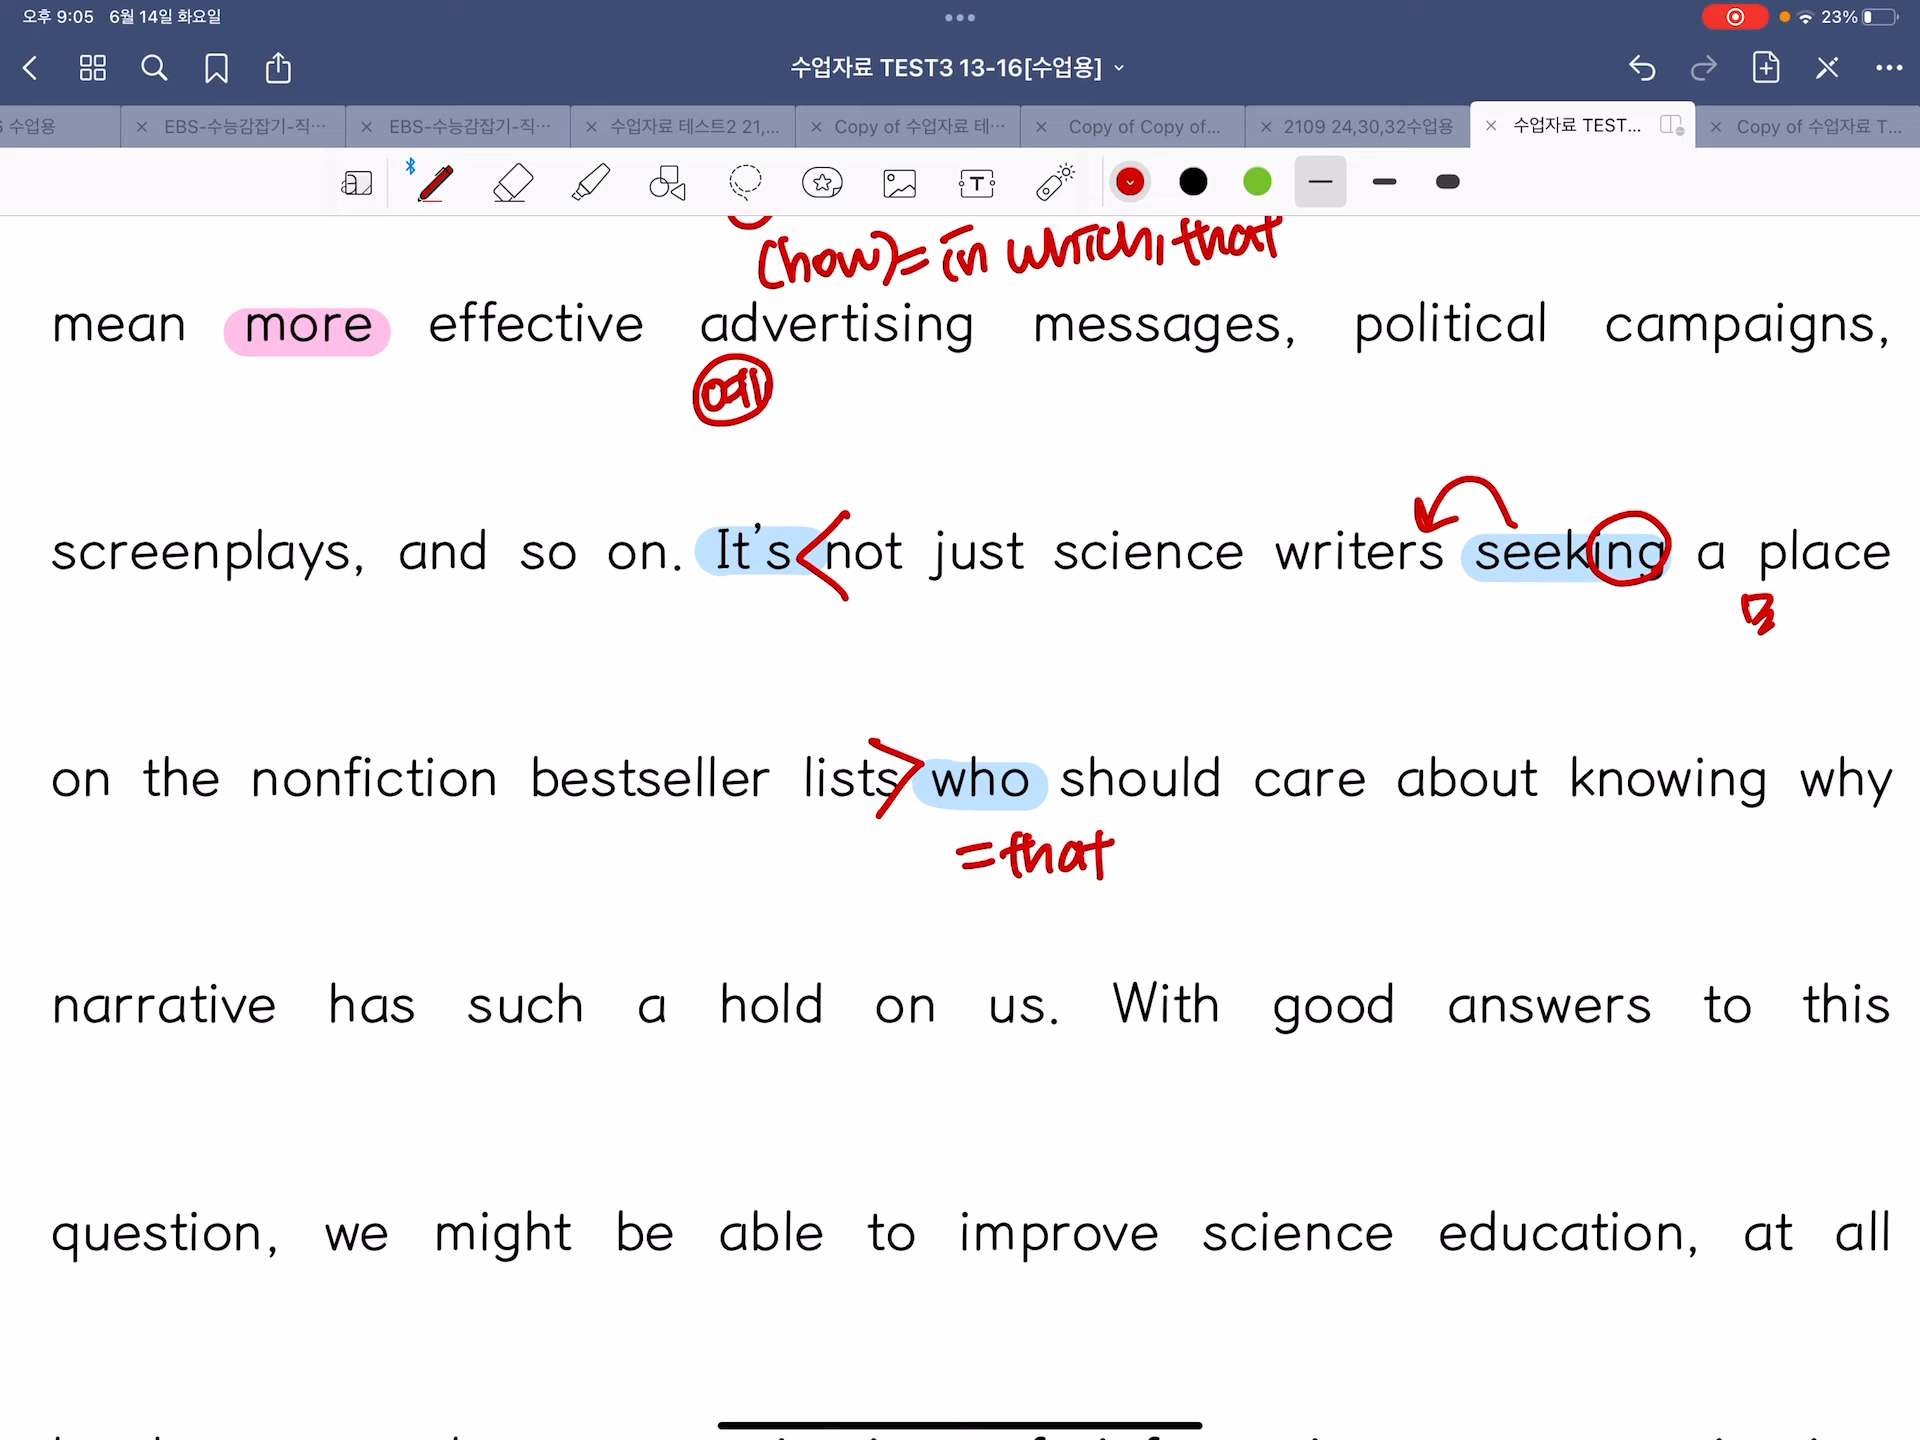 오후 9:05 6월 14일 화요일
23%
수업자료 TEST3 13-16[수업용]
수업용
EBS-수능감잡기-직…
EBS-수능감잡기-직…
수업자료 테스트2 21,...
Copy of 수업자료 테…
Copy of Copy of...
2109 24,30,32수업용
수업자료 TEST...
Copy of 수업자료 T...
(how)= in which, that
mean more effective advertising messages, political campaigns,
예
screenplays, and so on. It's not just science writers seeking a place
on the nonfiction bestseller lists who should care about knowing why
= that
narrative has such a hold on us. With good answers to this
question, we might be able to improve science education, at all